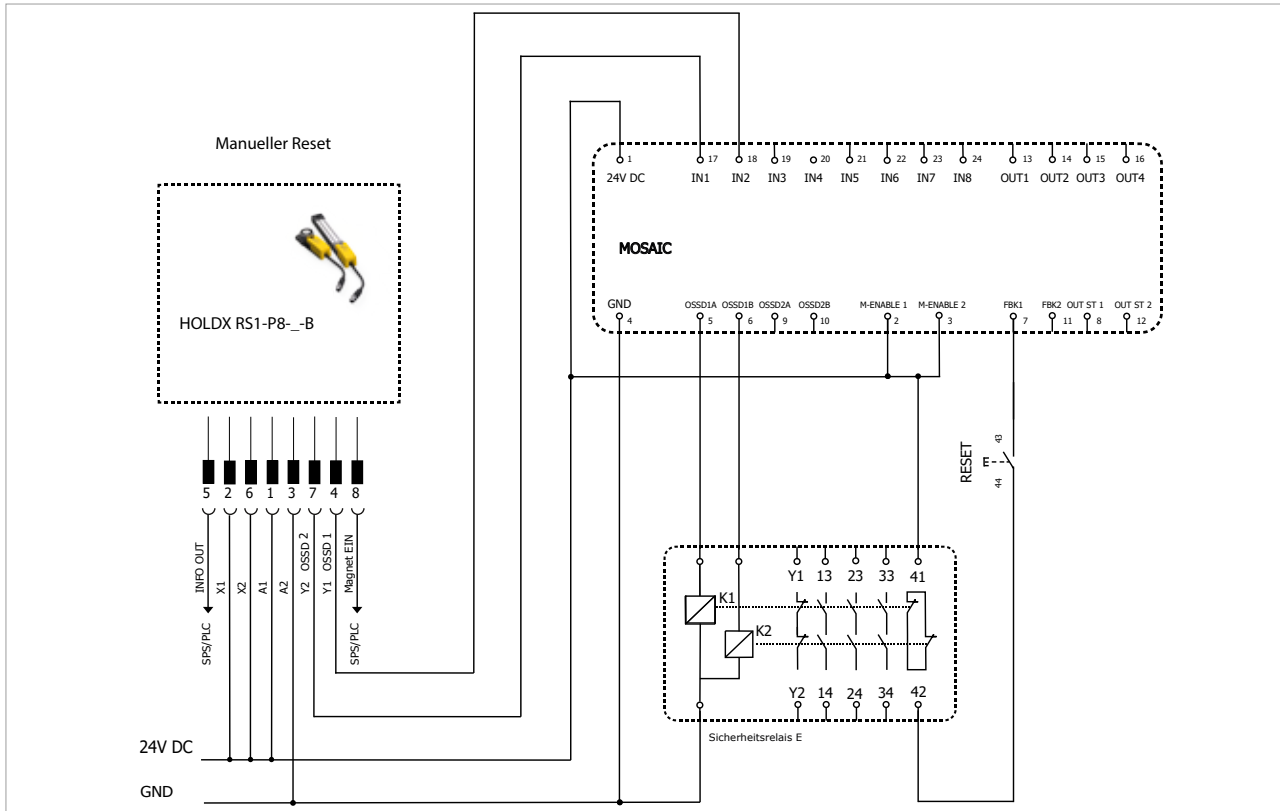 Manueller Reset
HOLDX RS1-P8-_-B
5 2 6 1 3 7 4 8
INFO OUT
X1
X2
A1
A2
Y2 OSSD 2
Y1 OSSD 1
Magnet EIN
SPS/PLC
SPS/PLC
24V DC
GND
1 17 18 19 20 21 22 23 24 13 14 15 16
24V DC IN1 IN2 IN3 IN4 IN5 IN6 IN7 IN8 OUT1 OUT2 OUT3 OUT4
MOSAIC
GND OSSD1A OSSD1B OSSD2A OSSD2B M-ENABLE 1 M-ENABLE 2 FBK1 FBK2 OUT ST 1 OUT ST 2
4 5 6 9 10 2 3 7 11 8 12
RESET
43
E
44
Y1 13 23 33 41
K1
K2
Y2 14 24 34 42
Sicherheitsrelais E